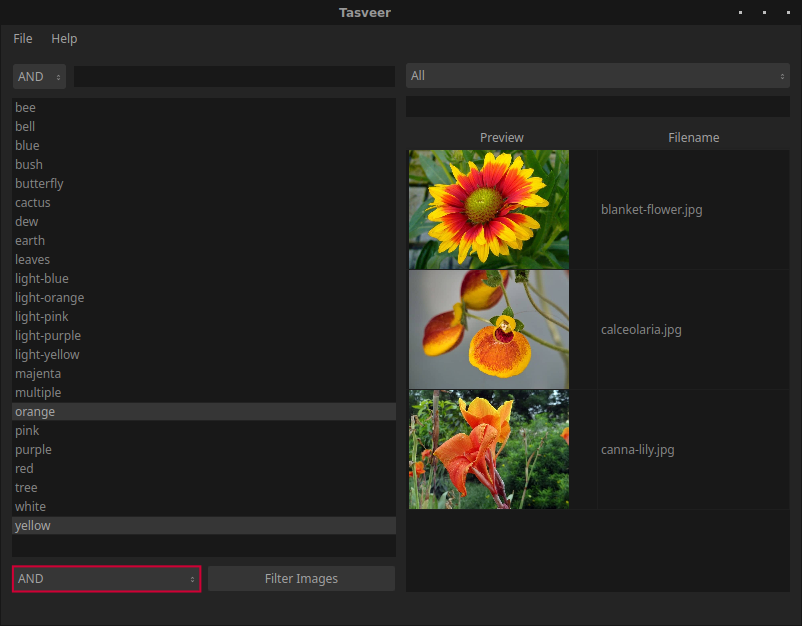 Tasveer
File Help
AND
All
bee
bell
blue
bush
butterfly
cactus
dew
earth
leaves
light-blue
light-orange
light-pink
light-purple
light-yellow
majenta
multiple
orange
pink
purple
red
tree
white
yellow
AND
Filter Images
Preview Filename
blanket-flower.jpg
calceolaria.jpg
canna-lily.jpg